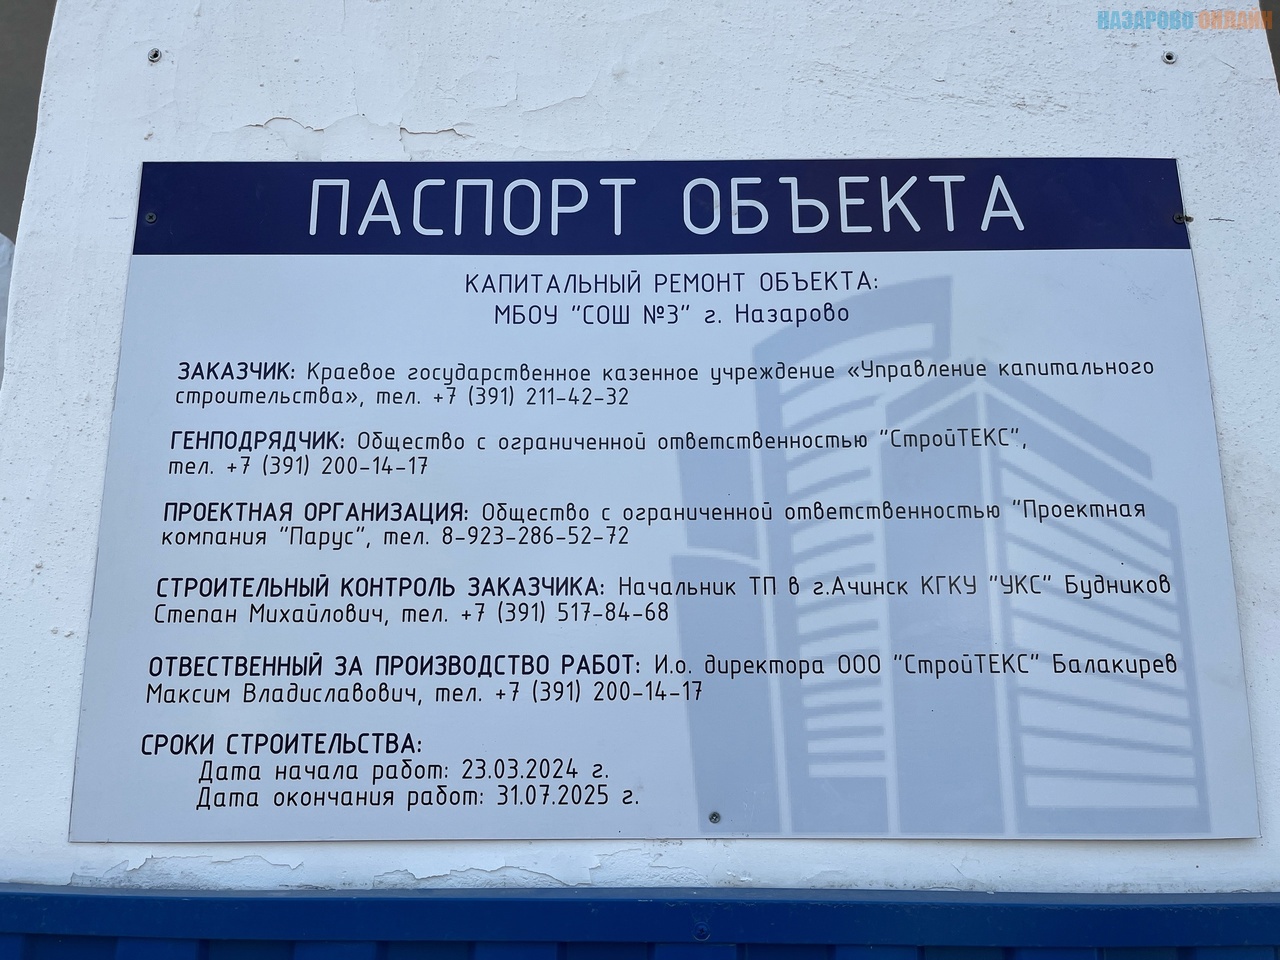 НАЗАРОВО ОНЛАЙН
ПАСПОРТ ОБЪЕКТА
КАПИТАЛЬНЫЙ РЕМОНТ ОБЪЕКТА:
МБОУ "СОШ №3" г. Назарово
ЗАКАЗЧИК: Краевое государственное казенное учреждение «Управление капитального
строительства», тел. +7 (391) 211-42-32
ГЕНПОДРЯДЧИК: Общество с ограниченной ответственностью "СтройТЕКС",
тел. +7 (391) 200-14-17
ПРОЕКТНАЯ ОРГАНИЗАЦИЯ: Общество с ограниченной ответственностью "Проектная
компания "Парус", тел. 8-923-286-52-72
СТРОИТЕЛЬНЫЙ КОНТРОЛЬ ЗАКАЗЧИКА: Начальник ТП в г.Ачинск КГКУ "УКС" Будников
Степан Михайлович, тел. +7 (391) 517-84-68
ОТВЕСТВЕННЫЙ ЗА ПРОИЗВОДСТВО РАБОТ: И.о. директора ООО "СтройТЕКС" Балакирев
Максим Владиславович, тел. +7 (391) 200-14-17
СРОКИ СТРОИТЕЛЬСТВА:
Дата начала работ: 23.03.2024 г.
Дата окончания работ: 31.07.2025 г.